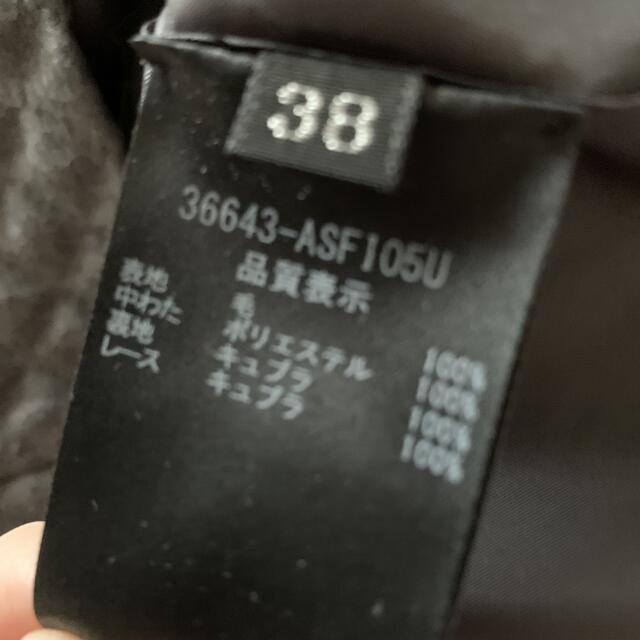 38
36643-ASF105U
品質表示
表地 毛 100%
中わた ポリエステル 100%
裏地 キュプラ 100%
レース キュプラ 100%